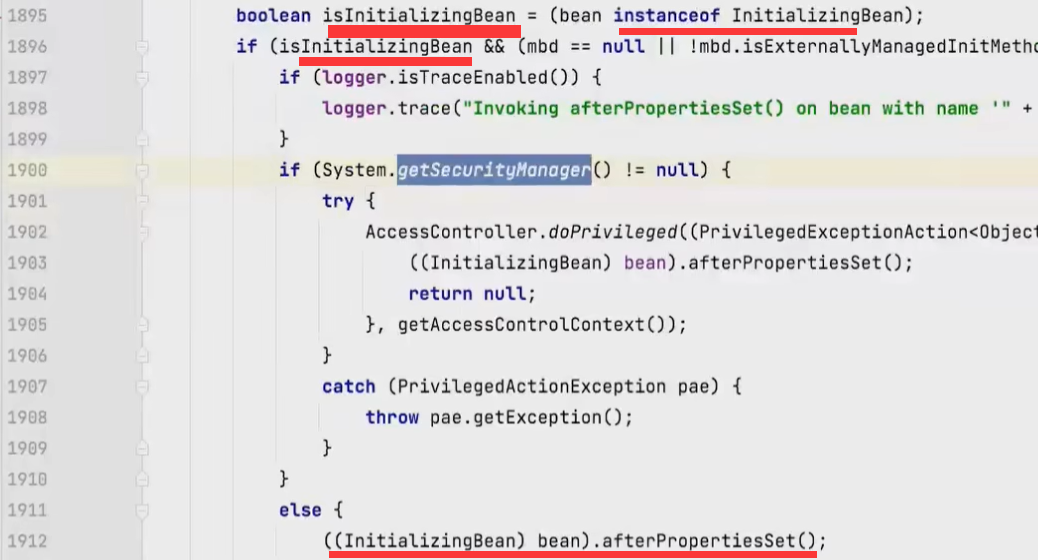 1895 boolean isInitializingBean = (bean instanceof InitializingBean);
1896 if (isInitializingBean && (mbd == null || !mbd.isExternallyManagedInitMetho
1897 if (logger.isTraceEnabled()) {
1898 logger.trace("Invoking afterPropertiesSet() on bean with name '" +
1899 }
1900 if (System.getSecurityManager() != null) {
1901 try {
1902 AccessController.doPrivileged((PrivilegedExceptionAction<Object
1903 ((InitializingBean) bean).afterPropertiesSet();
1904 return null;
1905 }, getAccessControlContext());
1906 }
1907 catch (PrivilegedActionException pae) {
1908 throw pae.getException();
1909 }
1910 }
1911 else {
1912 ((InitializingBean) bean).afterPropertiesSet();